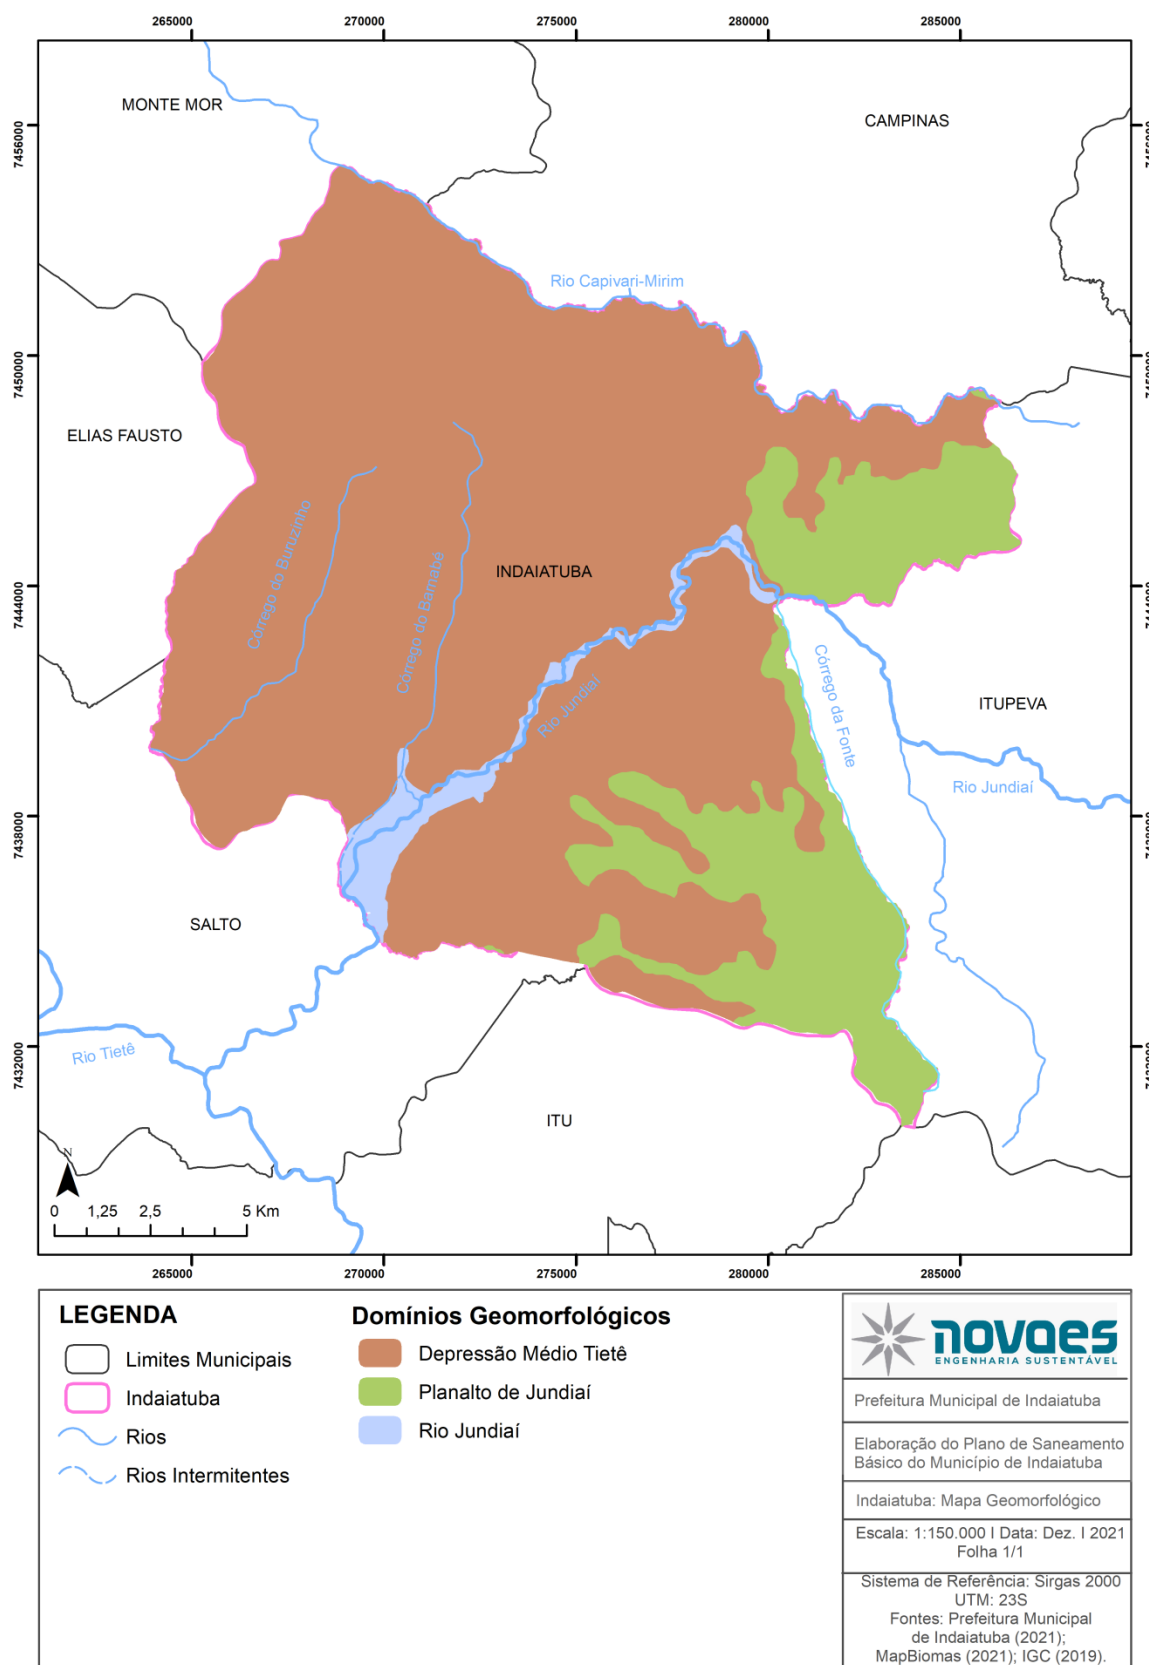 265000
270000
275000
280000
285000
MONTE MOR
CAMPINAS
7456000
7456000
Rio Capivari-Mirim
7450000
7450000
ELIAS FAUSTO
Córrego do Buruzinho
Córrego do Barnabé
INDAIATUBA
7444000
7444000
Rio Jundiaí
Córrego da Fonte
ITUPEVA
Rio Jundiaí
7438000
7438000
SALTO
Rio Tietê
7432000
7432000
ITU
N
0 1,25 2,5 5 Km
265000
270000
275000
280000
285000
LEGENDA
Limites Municipais
Indaiatuba
Rios
Rios Intermitentes
Domínios Geomorfológicos
Depressão Médio Tietê
Planalto de Jundiaí
Rio Jundiaí
novaes
ENGENHARIA SUSTENTÁVEL
Prefeitura Municipal de Indaiatuba
Elaboração do Plano de Saneamento
Básico do Município de Indaiatuba
Indaiatuba: Mapa Geomorfológico
Escala: 1:150.000 I Data: Dez. I 2021
Folha 1/1
Sistema de Referência: Sirgas 2000
UTM: 23S
Fontes: Prefeitura Municipal
de Indaiatuba (2021);
MapBiomas (2021); IGC (2019).